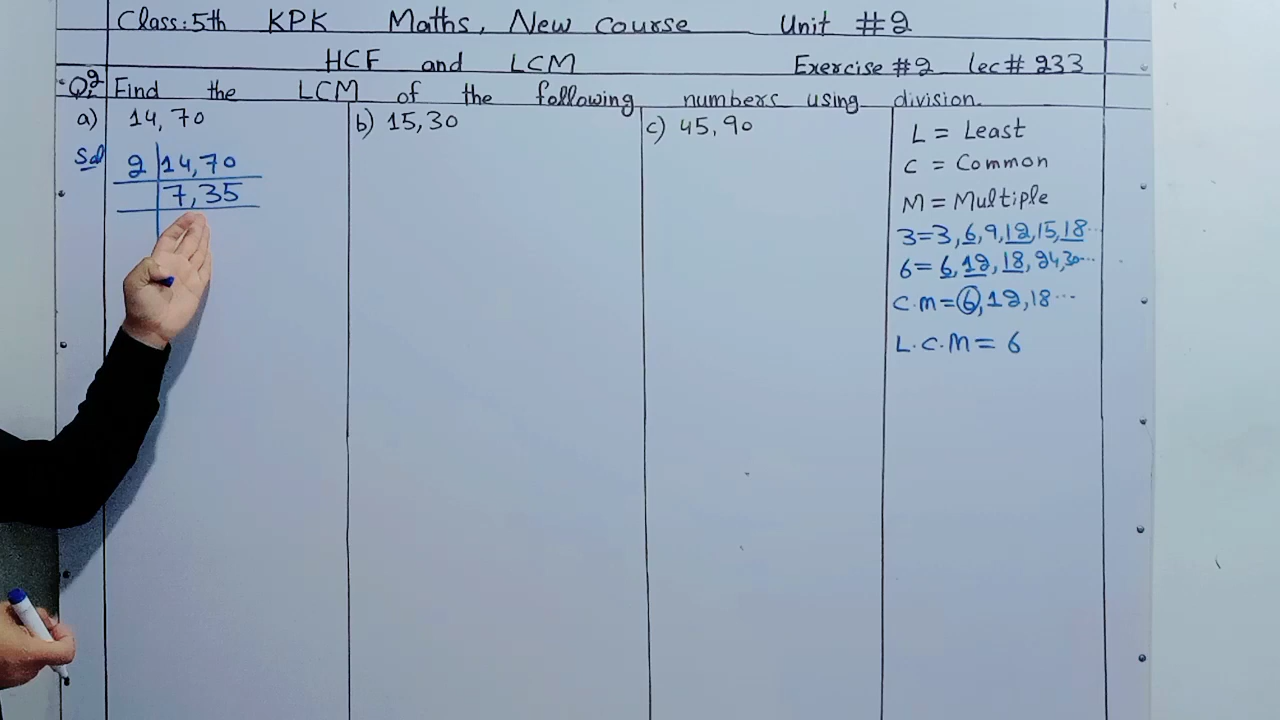 Class: 5th KPK Maths, New Course Unit #2
HCF and LCM Exercise #2 lec# 233
Q2 Find the LCM of the following numbers using division.
a) 14, 70
Sol
2 | 14, 70
7, 35
b) 15, 30
c) 45, 90
L = Least
C = Common
M = Multiple
3=3, 6, 9, 12, 15, 18...
6= 6, 12, 18, 24, 30...
C.m=6, 12, 18...
L.C.M = 6